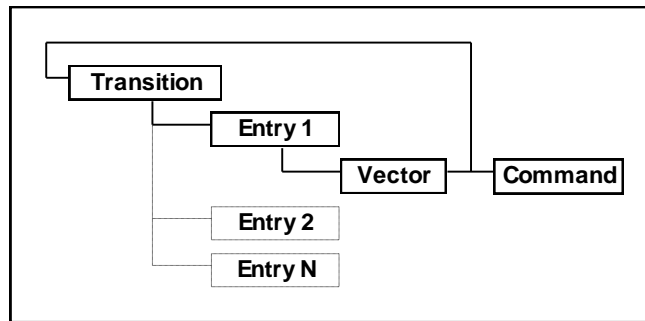 Transition
Entry 1
Vector
Command
Entry 2
Entry N